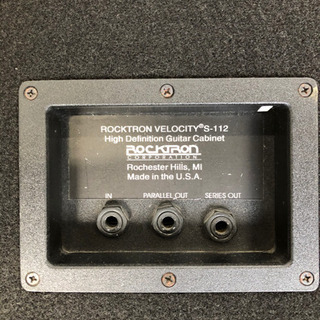 ROCKTRON VELOCITY® S-112
High Definition Guitar Cabinet
ROCKTRON
CORPORATION
Rochester Hills, MI
Made in the U.S.A.
IN PARALLEL OUT SERIES OUT